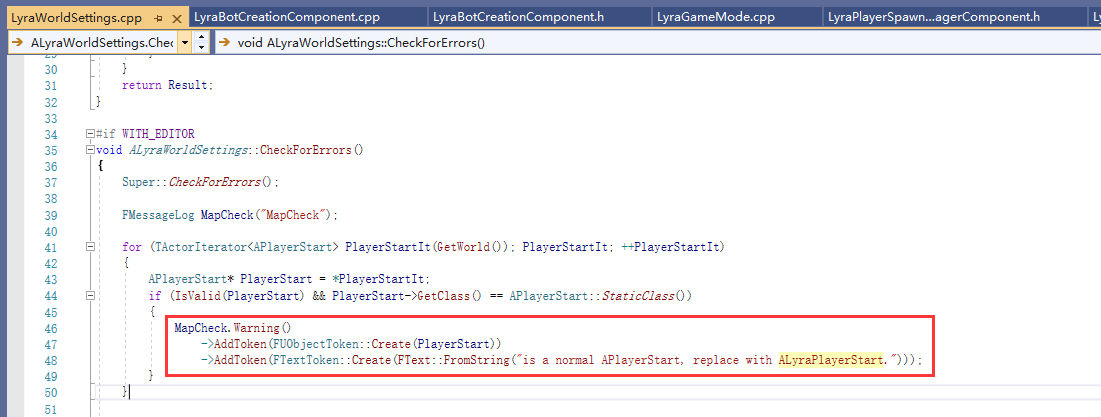 LyraWorldSettings.cpp LyraBotCreationComponent.cpp LyraBotCreationComponent.h LyraGameMode.cpp LyraPlayerSpawn...agerComponent.h
ALyraWorldSettings.Chec void ALyraWorldSettings::CheckForErrors()
30 }
31 return Result;
32 }
33
34 #if WITH_EDITOR
35 void ALyraWorldSettings::CheckForErrors()
36 {
37 Super::CheckForErrors();
38
39 FMessageLog MapCheck("MapCheck");
40
41 for (TActorIterator<APlayerStart> PlayerStartIt(GetWorld()); PlayerStartIt; ++PlayerStartIt)
42 {
43 APlayerStart* PlayerStart = *PlayerStartIt;
44 if (IsValid(PlayerStart) && PlayerStart->GetClass() == APlayerStart::StaticClass())
45 {
46 MapCheck.Warning()
47 ->AddToken(FUObjectToken::Create(PlayerStart))
48 ->AddToken(FTextToken::Create(FText::FromString("is a normal APlayerStart, replace with ALyraPlayerStart.")));
49 }
50 }
51